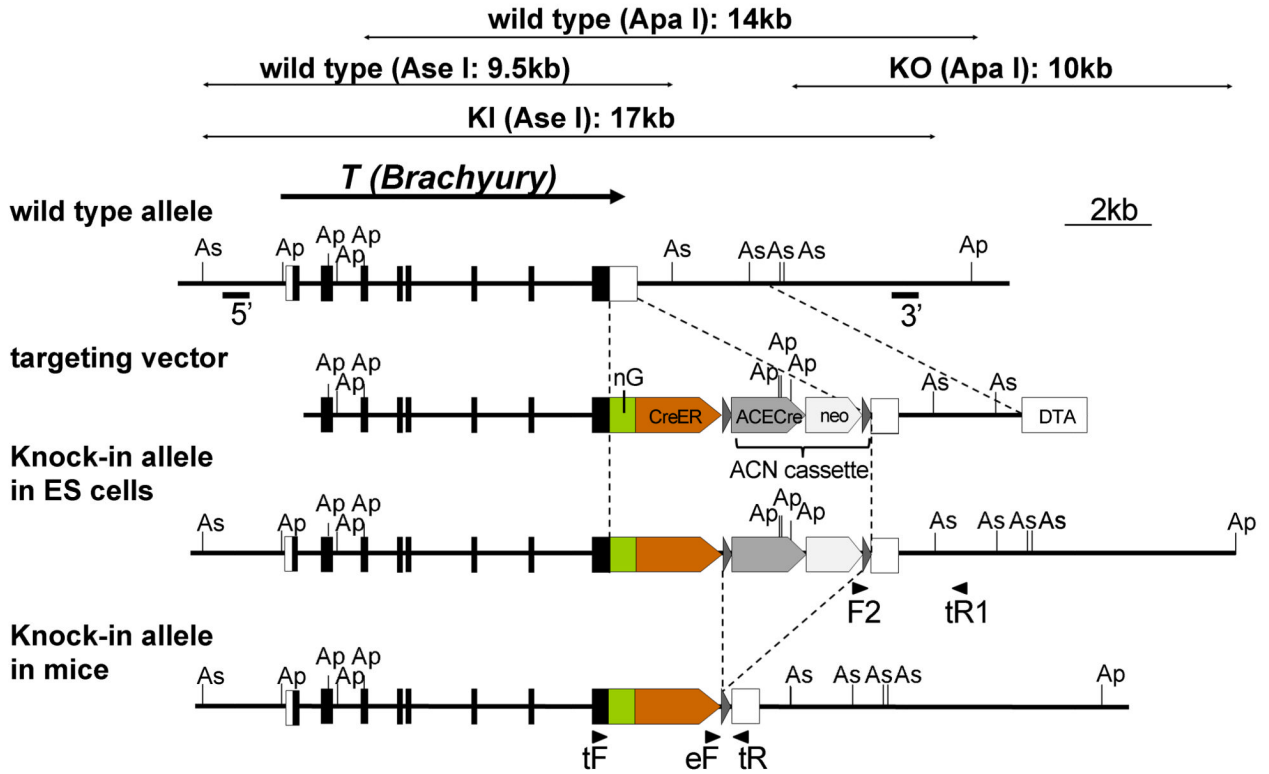 wild type (Apa I): 14kb
wild type (Ase I: 9.5kb)
KO (Apa I): 10kb
KI (Ase I): 17kb
T (Brachyury)
wild type allele
2kb
As Ap Ap Ap Ap As As As As Ap
5’
3’
targeting vector
Ap Ap Ap nG Ap Ap Ap As As
CreER ACECre neo DTA
ACN cassette
Knock-in allele
in ES cells
As Ap Ap Ap Ap Ap Ap Ap As As As As Ap
F2 tR1
Knock-in allele
in mice
As Ap Ap Ap Ap As As As As Ap
tF eF tR